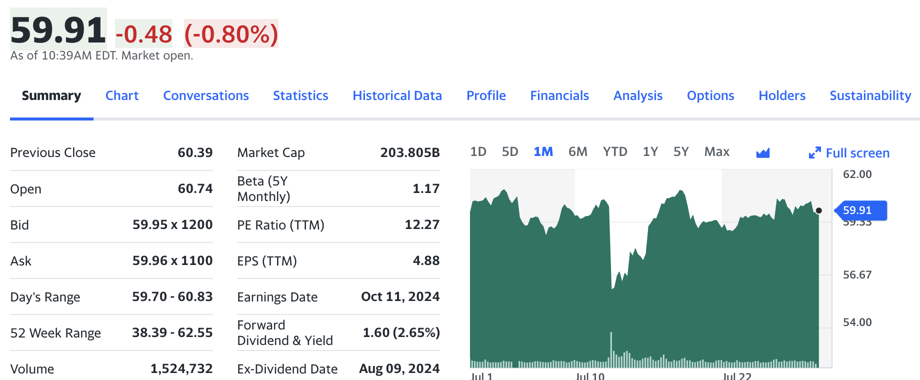 59.91 -0.48 (-0.80%)
As of 10:39AM EDT. Market open.
Summary Chart Conversations Statistics Historical Data Profile Financials Analysis Options Holders Sustainability
Previous Close 60.39
Open 60.74
Bid 59.95 x 1200
Ask 59.96 x 1100
Day's Range 59.70 - 60.83
52 Week Range 38.39 - 62.55
Volume 1,524,732
Market Cap 203.805B
Beta (5Y
Monthly) 1.17
PE Ratio (TTM) 12.27
EPS (TTM) 4.88
Earnings Date Oct 11, 2024
Forward
Dividend & Yield 1.60 (2.65%)
Ex-Dividend Date Aug 09, 2024
1D 5D 1M 6M YTD 1Y 5Y Max Full screen
62.00
59.91
59.33
56.67
54.00
Jul 1 Jul 10 Jul 22